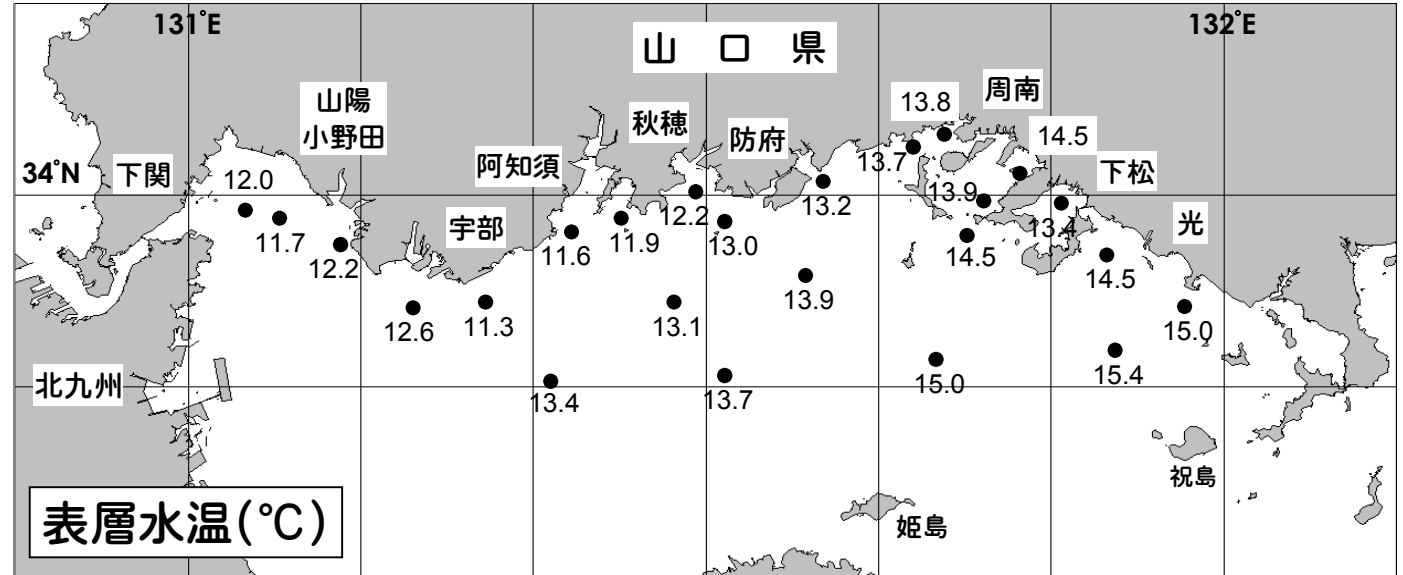 131°E
132°E
山 口 県
山陽
小野田
秋穂
防府
13.8
周南
14.5
阿知須
34°N
下関
12.0
13.7
下松
12.2
13.2
13.9
宇部
11.7
11.6
11.9
13.0
13.4
光
12.2
14.5
14.5
13.9
12.6
11.3
13.1
15.0
北九州
13.4
13.7
15.0
15.4
祝島
表層水温(℃)
姫島